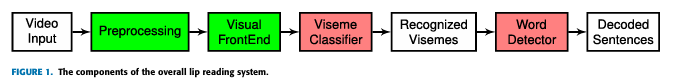 Video
Input
Preprocessing
Visual
FrontEnd
Viseme
Classifier
Recognized
Visemes
Word
Detector
Decoded
Sentences
FIGURE 1. The components of the overall lip reading system.